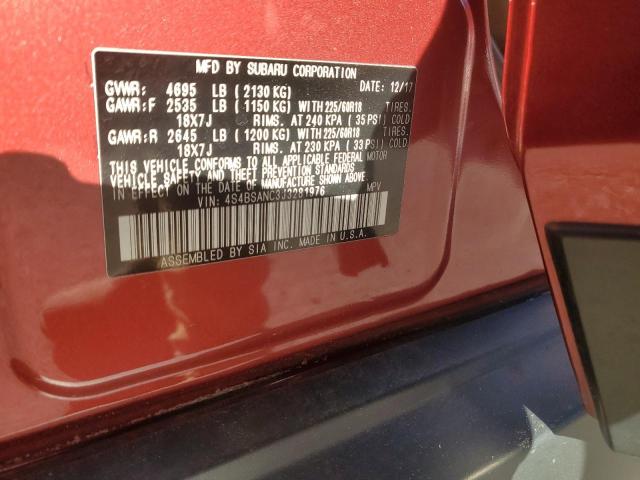 MFD BY SUBARU CORPORATION
GVWR: 4695 LB (2130 KG) DATE: 12/17
GAWR:F 2535 LB (1150 KG) WITH 225/60R18 TIRES.
18X7J RIMS. AT 240 KPA (35 PSI) COLD
GAWR:R 2645 LB (1200 KG) WITH 225/60R18 TIRES.
18X7J RIMS. AT 230 KPA (33 PSI) COLD
THIS VEHICLE CONFORMS TO ALL APPLICABLE FEDERAL MOTOR
VEHICLE SAFETY AND THEFT PREVENTION STANDARDS
IN EFFECT ON THE DATE OF MANUFACTURE SHOWN ABOVE.
VIN: 4S4BSANC3J3281976 MPV
ASSEMBLED BY SIA INC. MADE IN U.S.A.